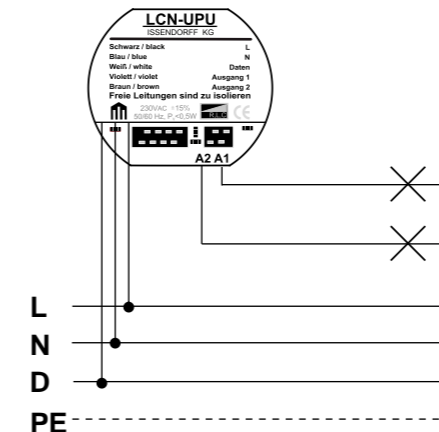 LCN-UPU
ISSENDORFF KG
Schwarz / black L
Blau / blue N
Weiß / white Daten
Violett / violet Ausgang 1
Braun / brown Ausgang 2
Freie Leitungen sind zu isolieren
230VAC ±15%
50/60 Hz, Pv<0,5W
R,L,C
CE
A2 A1
L
N
D
PE